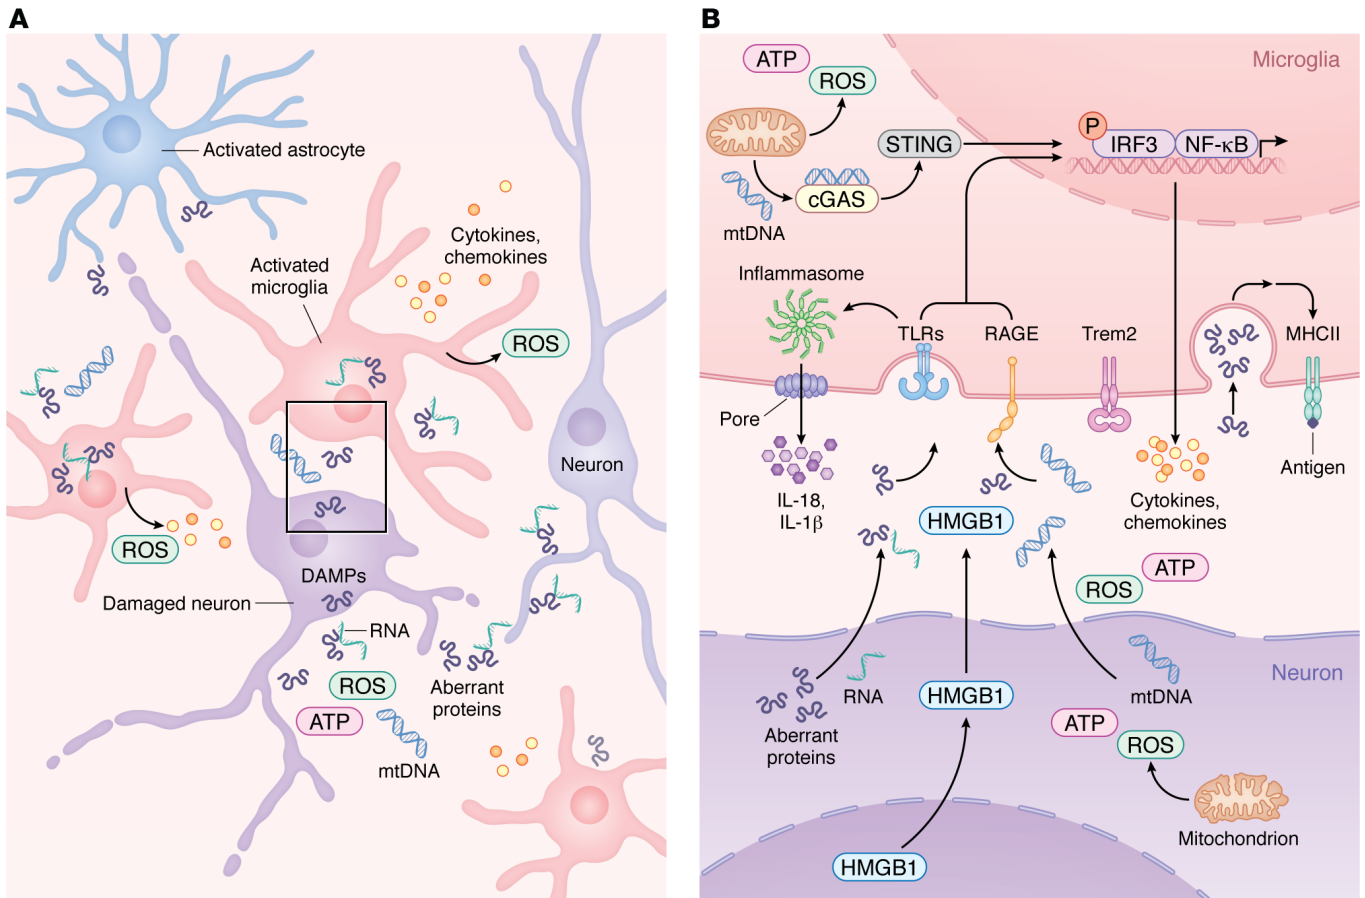 A
Activated astrocyte
Cytokines,
chemokines
Activated
microglia
ROS
Neuron
ROS
DAMPs
Damaged neuron
RNA
ROS
Aberrant
proteins
ATP
mtDNA
B
Microglia
ATP
ROS
P
IRF3
NF-κB
STING
cGAS
mtDNA
Inflammasome
TLRs
RAGE
Trem2
MHCII
Pore
Antigen
IL-18,
IL-1β
Cytokines,
chemokines
HMGB1
ATP
ROS
Neuron
RNA
HMGB1
mtDNA
Aberrant
proteins
ATP
ROS
Mitochondrion
HMGB1